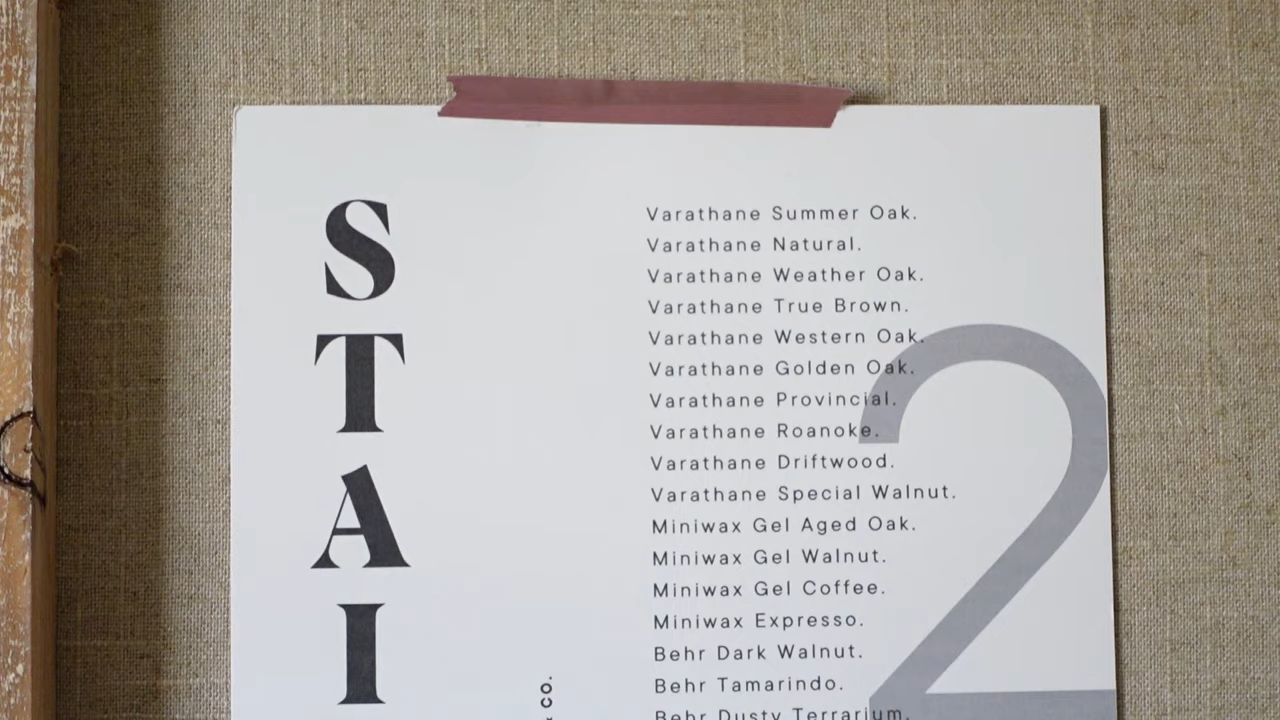 S
T
A
I
CO.
2
Varathane Summer Oak.
Varathane Natural.
Varathane Weather Oak.
Varathane True Brown.
Varathane Western Oak.
Varathane Golden Oak.
Varathane Provincial.
Varathane Roanoke.
Varathane Driftwood.
Varathane Special Walnut.
Miniwax Gel Aged Oak.
Miniwax Gel Walnut.
Miniwax Gel Coffee.
Miniwax Expresso.
Behr Dark Walnut.
Behr Tamarindo.
Behr Dusty Terrarium.